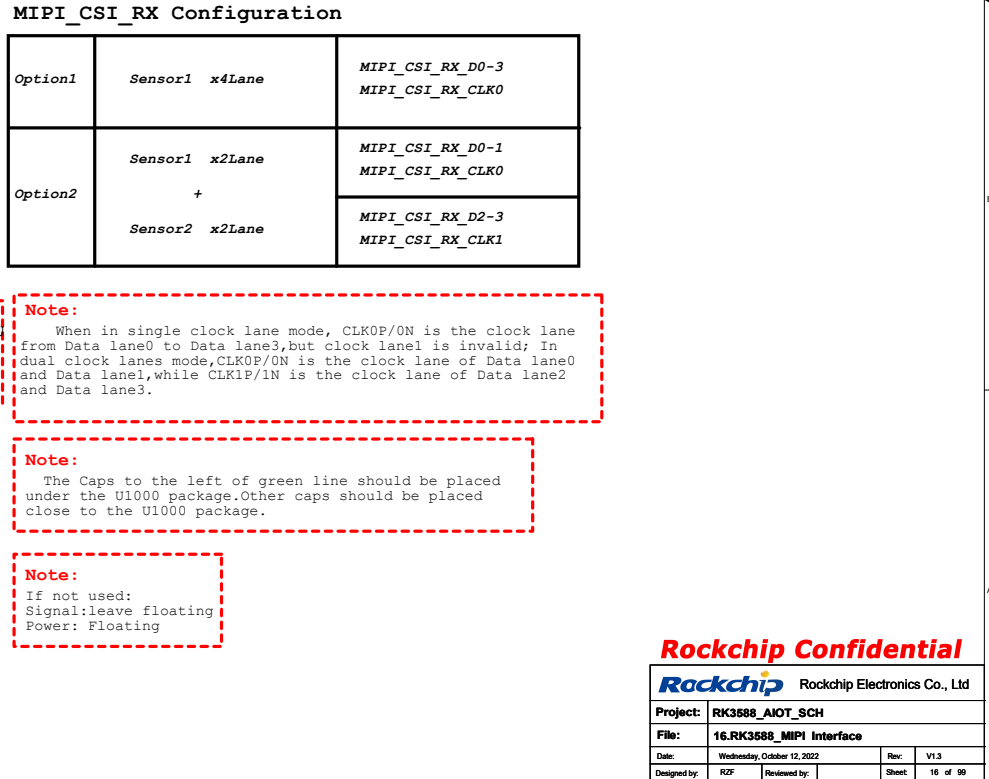 MIPI_CSI_RX Configuration
Option1
Sensor1 x4Lane
MIPI_CSI_RX_D0-3
MIPI_CSI_RX_CLK0
Option2
Sensor1 x2Lane
+
Sensor2 x2Lane
MIPI_CSI_RX_D0-1
MIPI_CSI_RX_CLK0
MIPI_CSI_RX_D2-3
MIPI_CSI_RX_CLK1
Note:
When in single clock lane mode, CLK0P/0N is the clock lane
from Data lane0 to Data lane3,but clock lane1 is invalid; In
dual clock lanes mode,CLK0P/0N is the clock lane of Data lane0
and Data lane1,while CLK1P/1N is the clock lane of Data lane2
and Data lane3.
Note:
The Caps to the left of green line should be placed
under the U1000 package.Other caps should be placed
close to the U1000 package.
Note:
If not used:
Signal:leave floating
Power: Floating
Rockchip Confidential
Rockchip Rockchip Electronics Co., Ltd
Project: RK3588_AIOT_SCH
File: 16.RK3588_MIPI Interface
Date: Wednesday, October 12, 2022 Rev: V1.3
Designed by: RZF Reviewed by: Sheet: 16 of 99